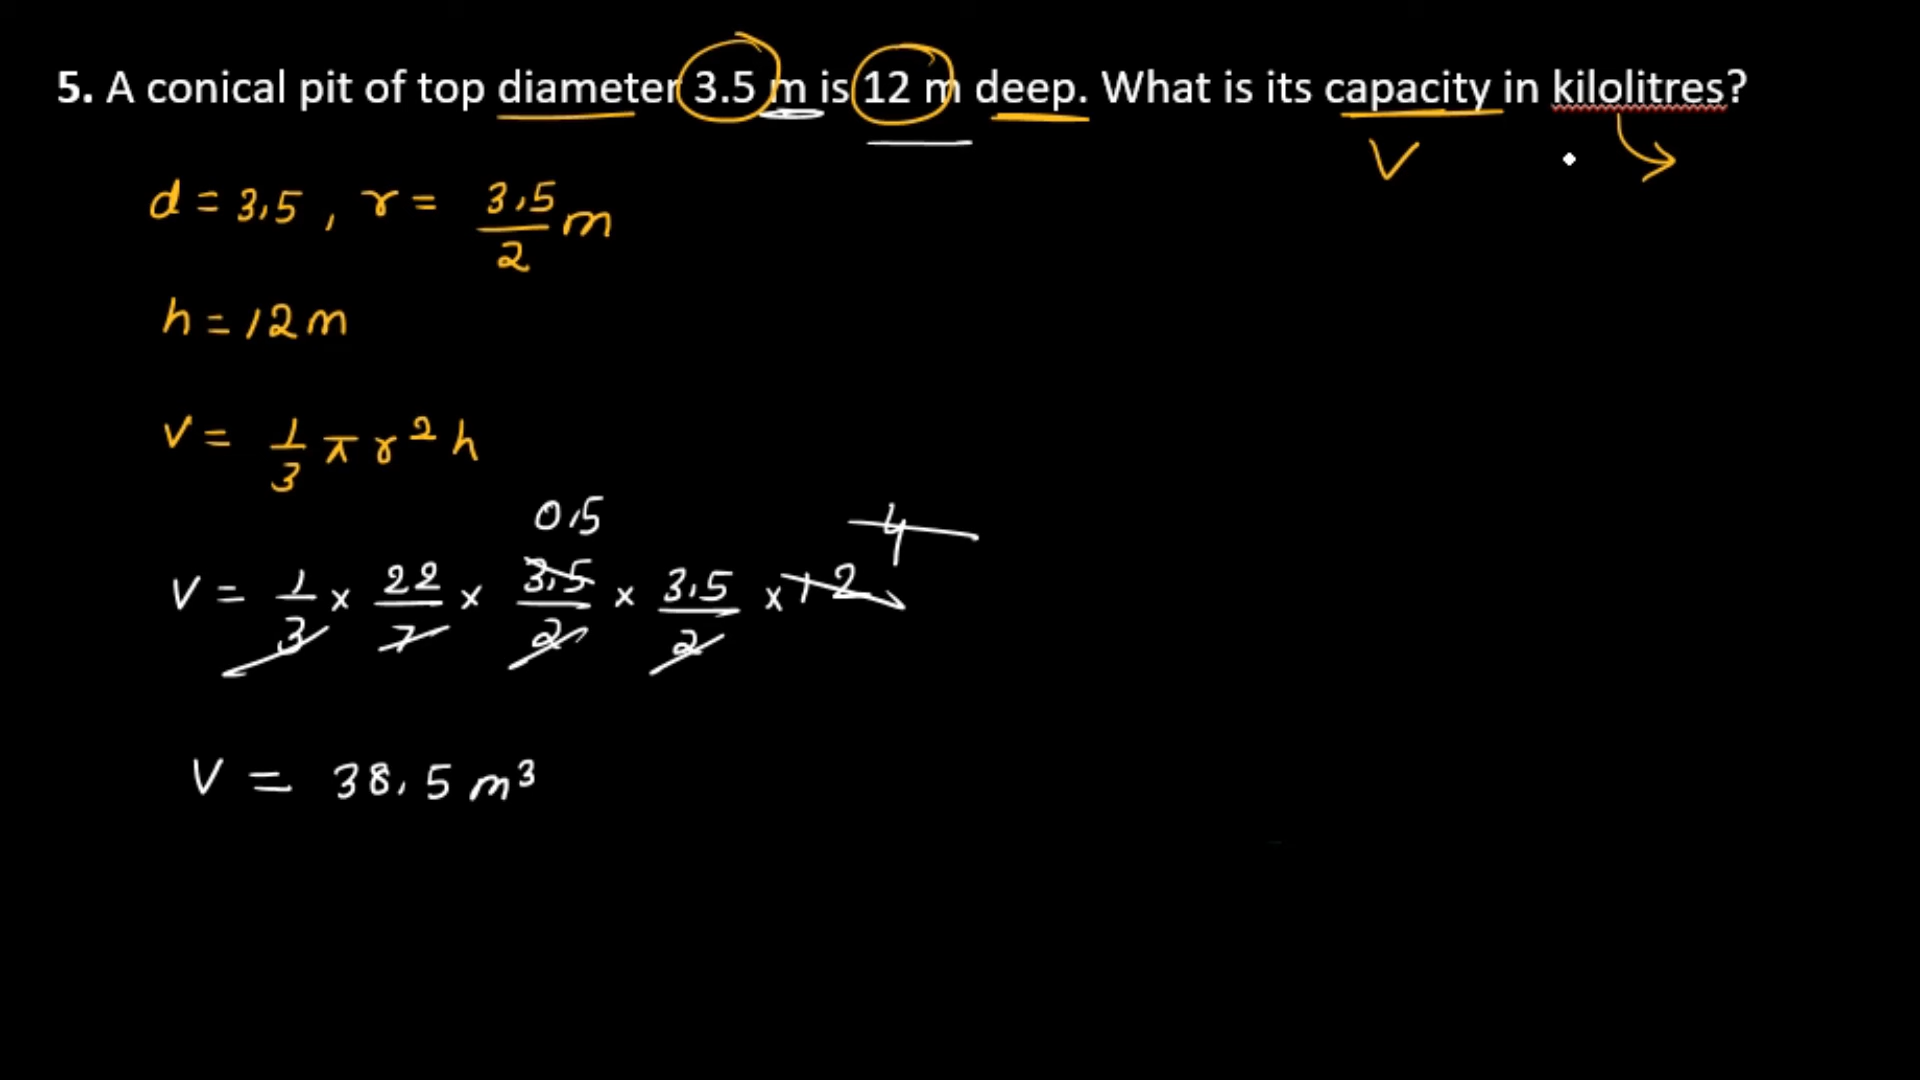 5. A conical pit of top diameter 3.5 m is 12 m deep. What is its capacity in kilolitres?
V
d = 3.5 , r = 3.5/2 m
h = 12 m
V = 1/3 π r² h
0.5 4
V = 1/3 × 22/7 × 3.5/2 × 3.5/2 × 12
V = 38.5 m³